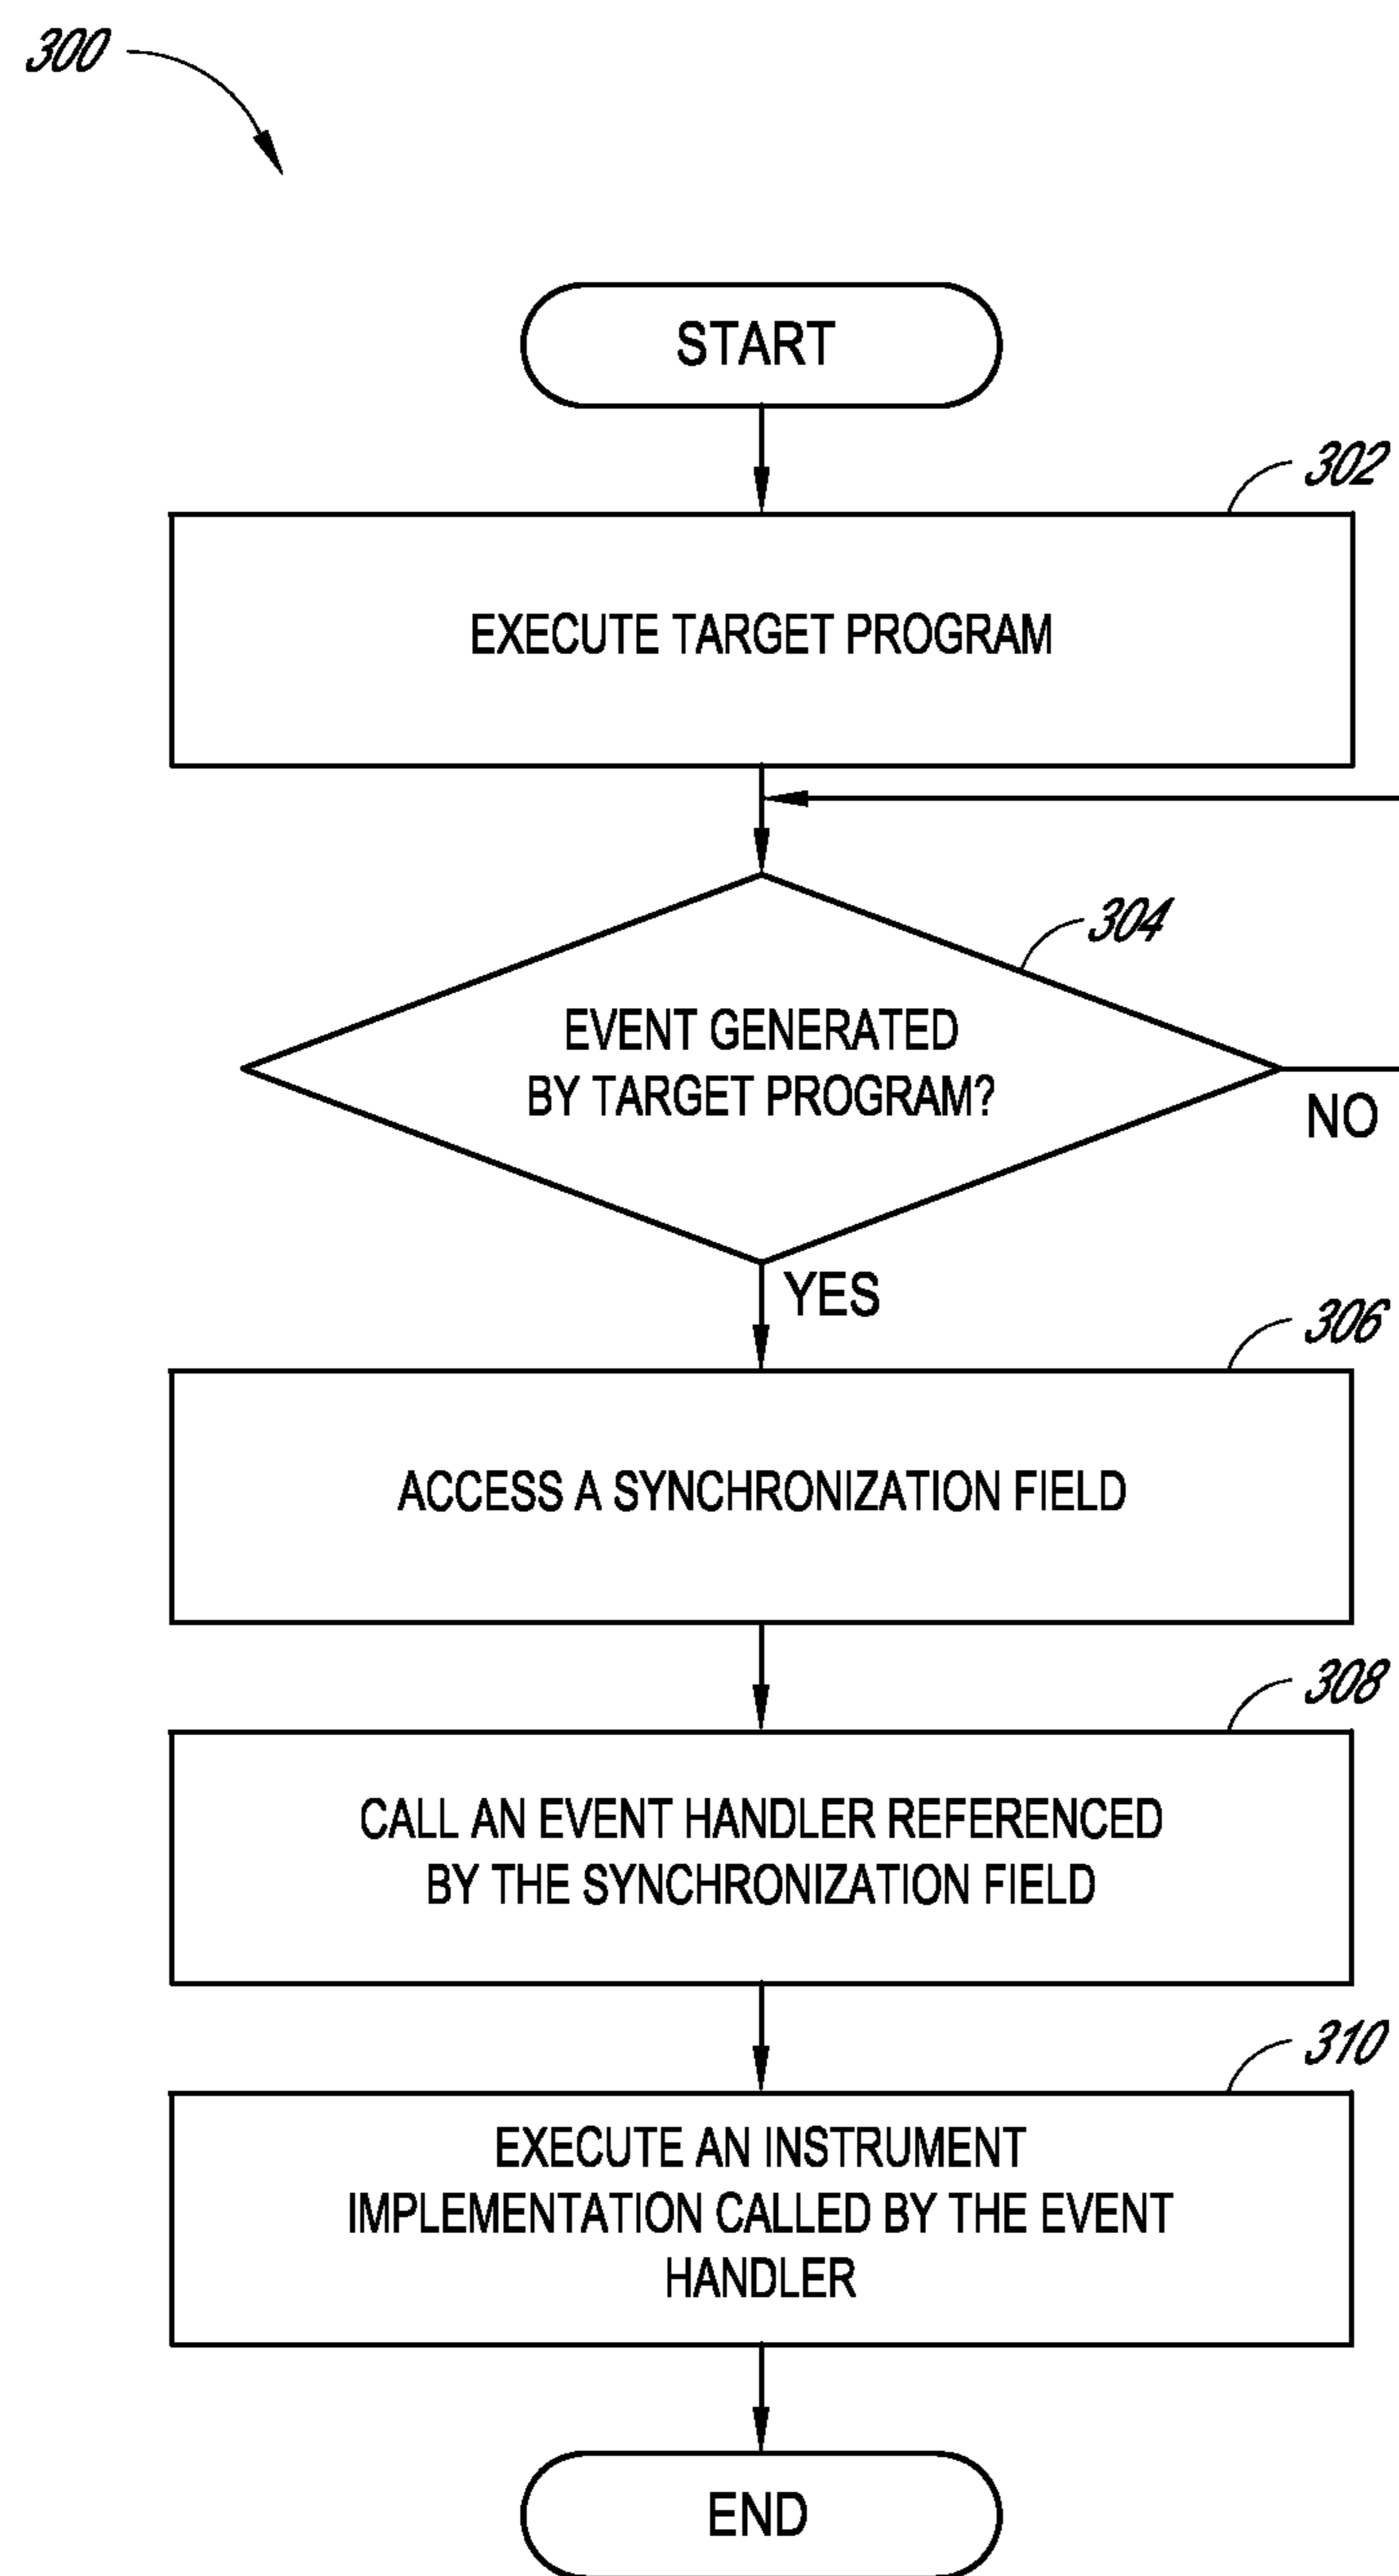 300
START
302
EXECUTE TARGET PROGRAM
304
EVENT GENERATED
BY TARGET PROGRAM?
NO
YES
306
ACCESS A SYNCHRONIZATION FIELD
308
CALL AN EVENT HANDLER REFERENCED
BY THE SYNCHRONIZATION FIELD
310
EXECUTE AN INSTRUMENT
IMPLEMENTATION CALLED BY THE EVENT
HANDLER
END